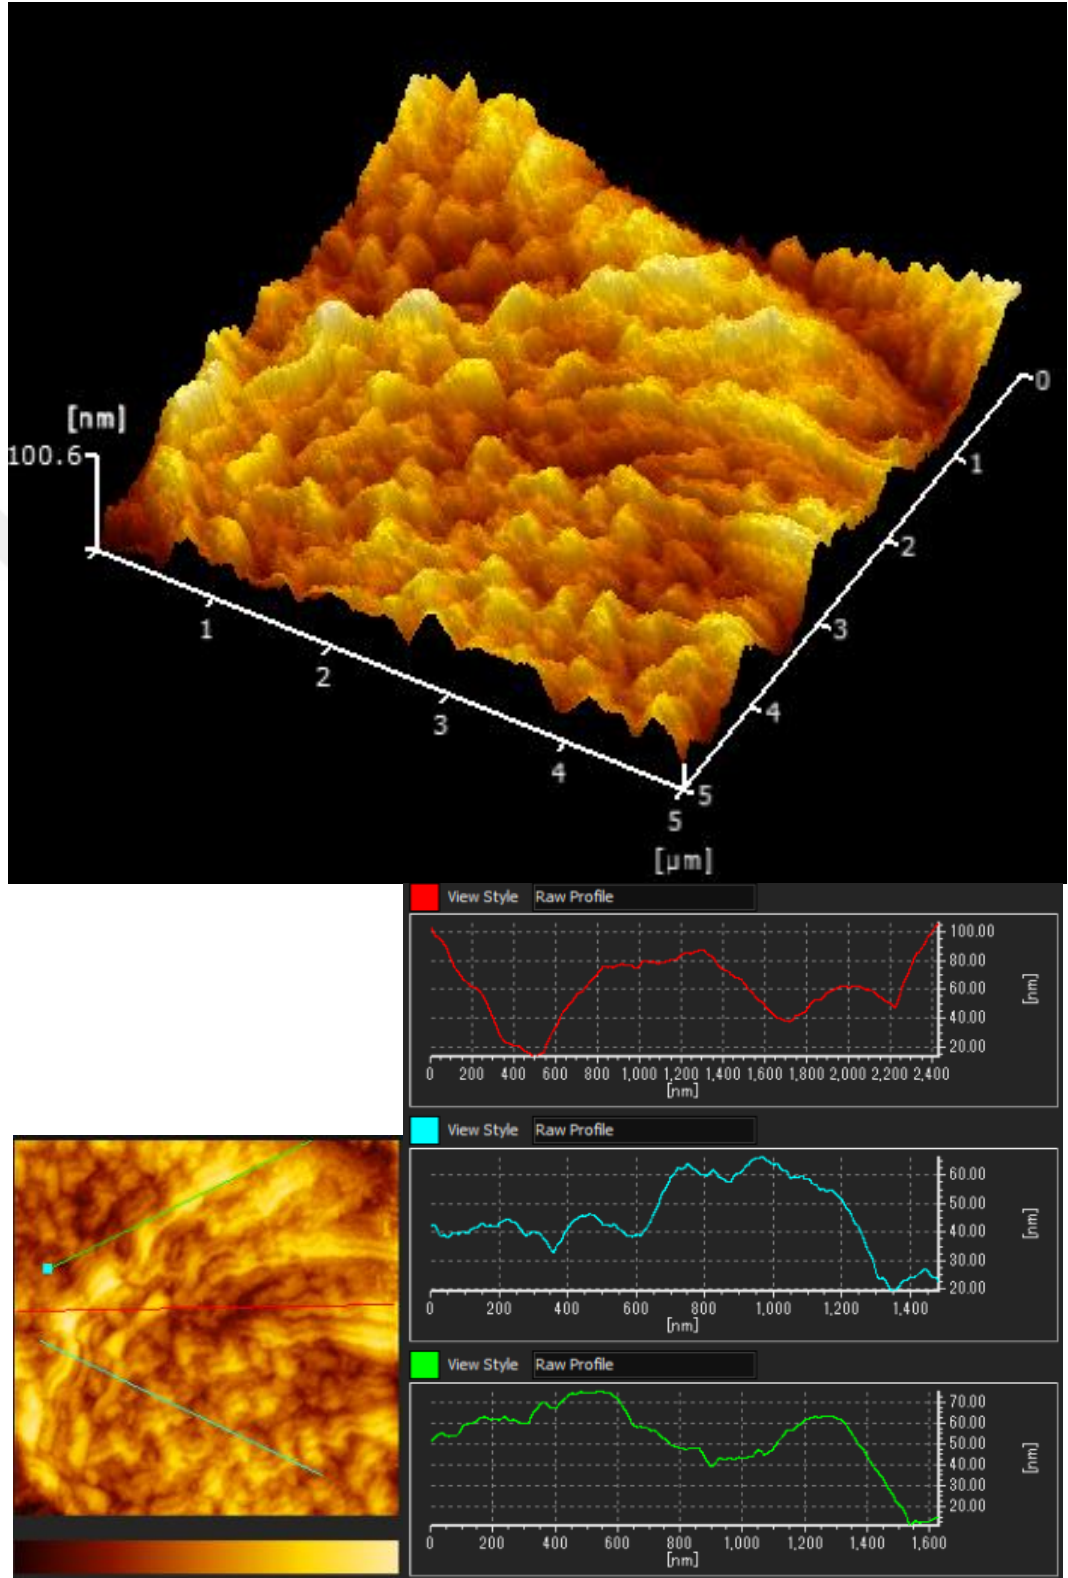 [nm]
100.6
0
1
2
3
4
5
1
2
3
4
5
[μm]
View Style Raw Profile
100.00
80.00
60.00
40.00
20.00
[nm]
0 200 400 600 800 1,000 1,200 1,400 1,600 1,800 2,000 2,200 2,400
[nm]
View Style Raw Profile
60.00
50.00
40.00
30.00
20.00
[nm]
0 200 400 600 800 1,000 1,200 1,400
[nm]
View Style Raw Profile
70.00
60.00
50.00
40.00
30.00
20.00
[nm]
0 200 400 600 800 1,000 1,200 1,400 1,600
[nm]